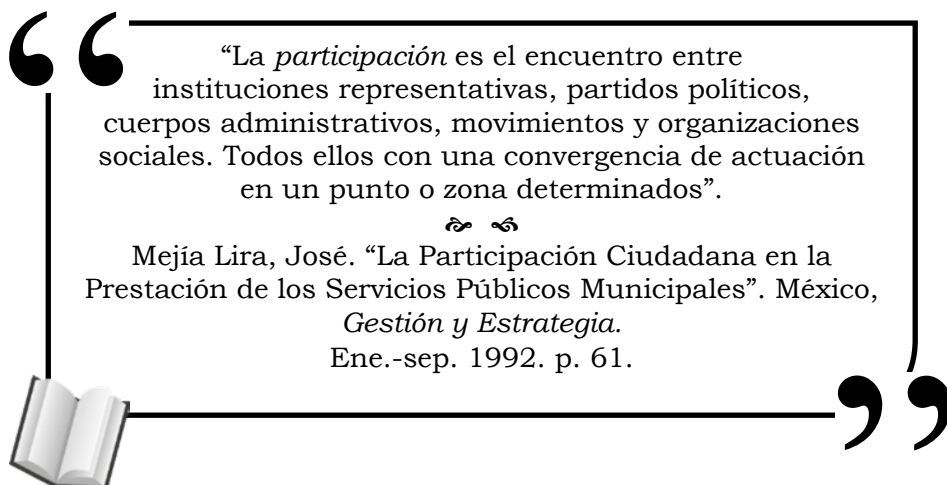 “La participación es el encuentro entre
instituciones representativas, partidos políticos,
cuerpos administrativos, movimientos y organizaciones
sociales. Todos ellos con una convergencia de actuación
en un punto o zona determinados”.
Mejía Lira, José. “La Participación Ciudadana en la
Prestación de los Servicios Públicos Municipales”. México,
Gestión y Estrategia.
Ene.-sep. 1992. p. 61.